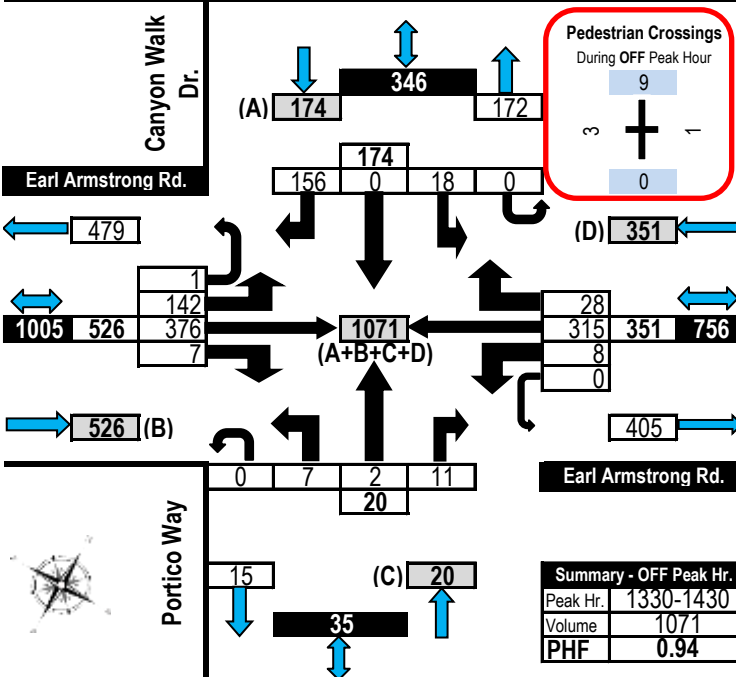 Canyon Walk
Dr.
346
(A) 174 172
Pedestrian Crossings
During OFF Peak Hour
9
3 1
0
174
156 0 18 0
Earl Armstrong Rd.
479
(D) 351
1
142
1005 526 376
7
1071
(A+B+C+D)
28
315 351 756
8
0
526 (B)
405
0 7 2 11
20
Earl Armstrong Rd.
Portico Way
15
(C) 20
35
Summary - OFF Peak Hr.
Peak Hr. 1330-1430
Volume 1071
PHF 0.94